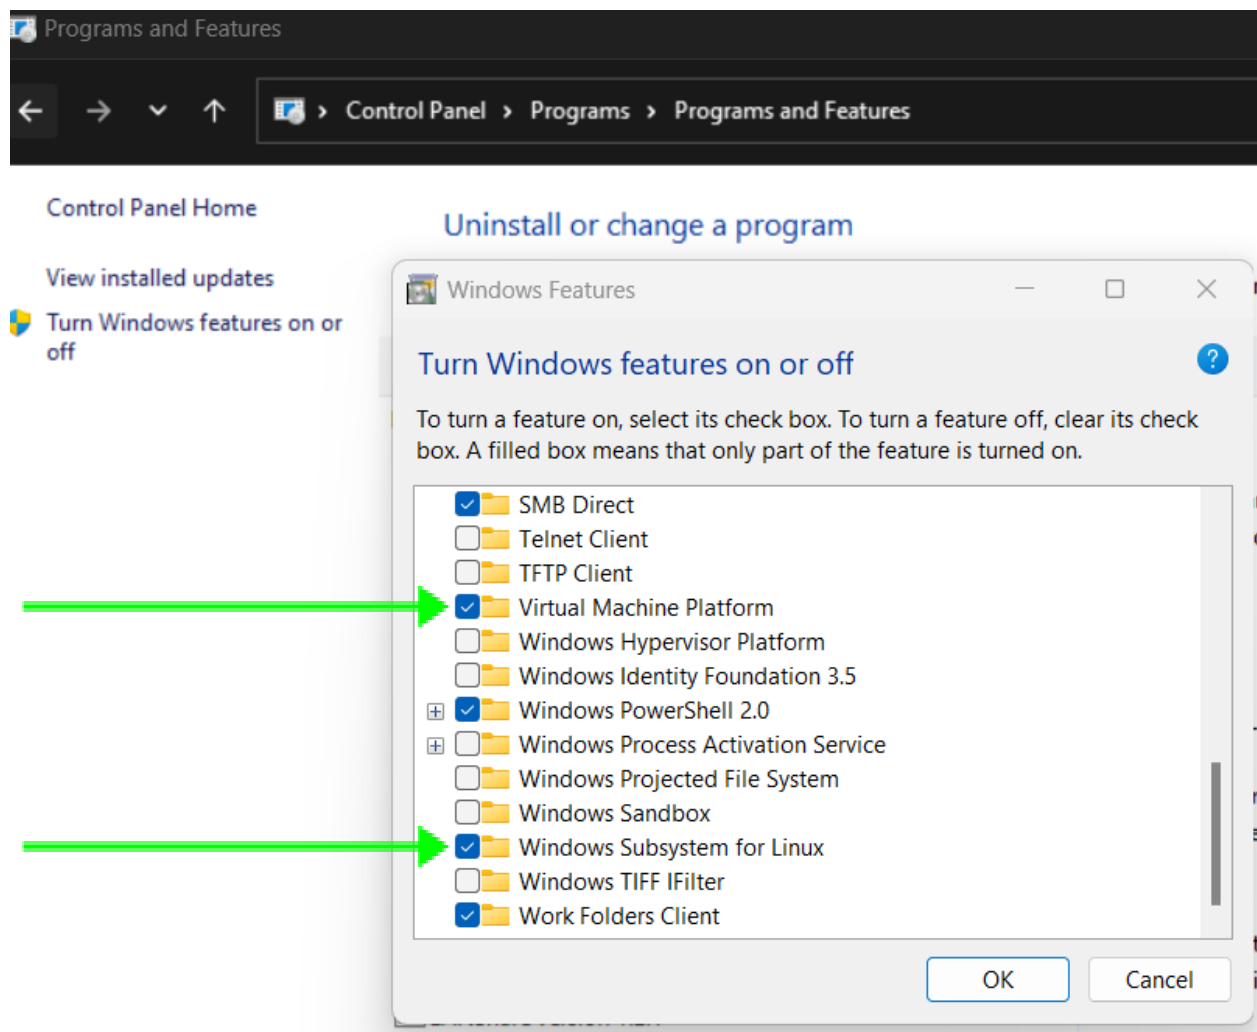 Programs and Features
Control Panel > Programs > Programs and Features
Control Panel Home
Uninstall or change a program
View installed updates
Turn Windows features on or
off
Windows Features
Turn Windows features on or off
To turn a feature on, select its check box. To turn a feature off, clear its check
box. A filled box means that only part of the feature is turned on.
SMB Direct
Telnet Client
TFTP Client
Virtual Machine Platform
Windows Hypervisor Platform
Windows Identity Foundation 3.5
Windows PowerShell 2.0
Windows Process Activation Service
Windows Projected File System
Windows Sandbox
Windows Subsystem for Linux
Windows TIFF IFilter
Work Folders Client
OK
Cancel